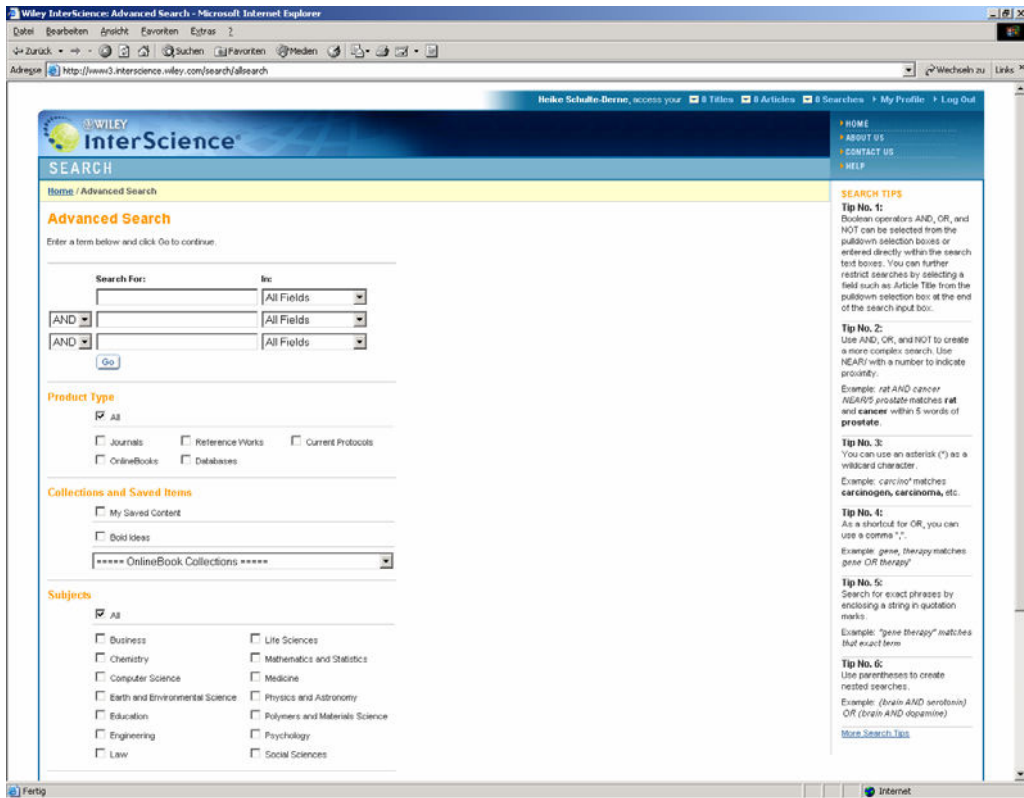 Wiley InterScience: Advanced Search - Microsoft Internet Explorer
Datei Bearbeiten Ansicht Favoriten Extras ?
Zurück Suchen Favoriten Medien
Adresse http://www3.interscience.wiley.com/search/allsearch Wechseln zu Links »
Heike Schulte-Derne, access your 0 Titles 0 Articles 0 Searches My Profile Log Out
WILEY
InterScience®
HOME
ABOUT US
CONTACT US
HELP
SEARCH
Home / Advanced Search
Advanced Search
Enter a term below and click Go to continue.
Search For: In:
All Fields
AND All Fields
AND All Fields
Go
Product Type
All
Journals Reference Works Current Protocols
OnlineBooks Databases
Collections and Saved Items
My Saved Content
Bold Ideas
===== OnlineBook Collections =====
Subjects
All
Business Life Sciences
Chemistry Mathematics and Statistics
Computer Science Medicine
Earth and Environmental Science Physics and Astronomy
Education Polymers and Materials Science
Engineering Psychology
Law Social Sciences
SEARCH TIPS
Tip No. 1:
Boolean operators AND, OR, and
NOT can be selected from the
pulldown selection boxes or
entered directly within the search
text boxes. You can further
restrict searches by selecting a
field such as Article Title from the
pulldown selection box at the end
of the search input box.
Tip No. 2:
Use AND, OR, and NOT to create
a more complex search. Use
NEAR/ with a number to indicate
proximity.
Example: rat AND cancer
NEAR/5 prostate matches rat
and cancer within 5 words of
prostate.
Tip No. 3:
You can use an asterisk (*) as a
wildcard character.
Example: carcino* matches
carcinogen, carcinoma, etc.
Tip No. 4:
As a shortcut for OR, you can
use a comma ",".
Example: gene, therapy matches
gene OR therapy"
Tip No. 5:
Search for exact phrases by
enclosing a string in quotation
marks.
Example: "gene therapy" matches
that exact term
Tip No. 6:
Use parentheses to create
nested searches.
Example: (brain AND serotonin)
OR (brain AND dopamine)
More Search Tips
Fertig Internet